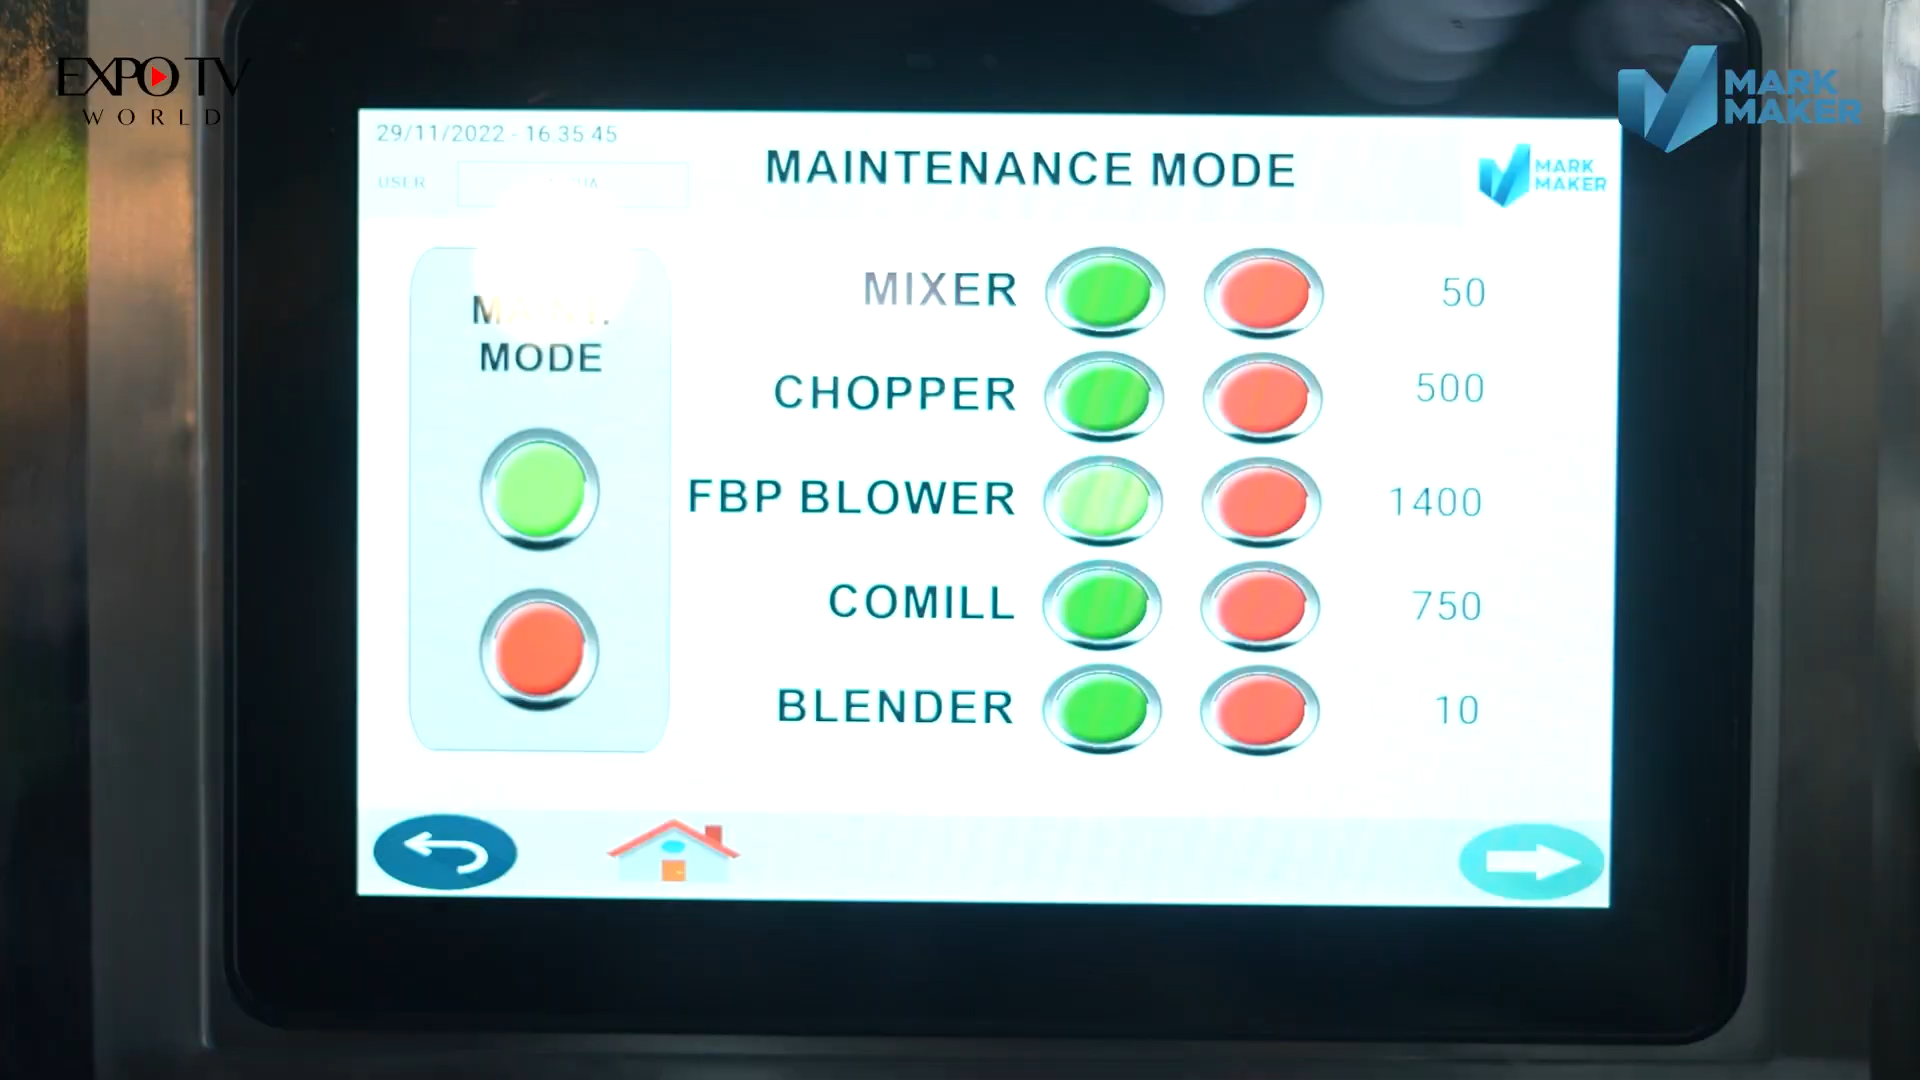 EXPO TV
WORLD
MARK
MAKER
29/11/2022 - 16:35:45
MAINTENANCE MODE
MARK
MAKER
USER
MAINT.
MODE
MIXER 50
CHOPPER 500
FBP BLOWER 1400
COMILL 750
BLENDER 10